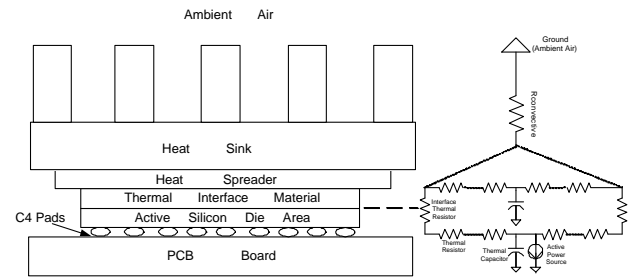 Ambient Air
Heat Sink
Heat Spreader
Thermal Interface Material
Active Silicon Die Area
C4 Pads
PCB Board
Ground
(Ambient Air)
Rconvective
Interface
Thermal
Resistor
Thermal
Resistor
Thermal
Capacitor
Active
Power
Source